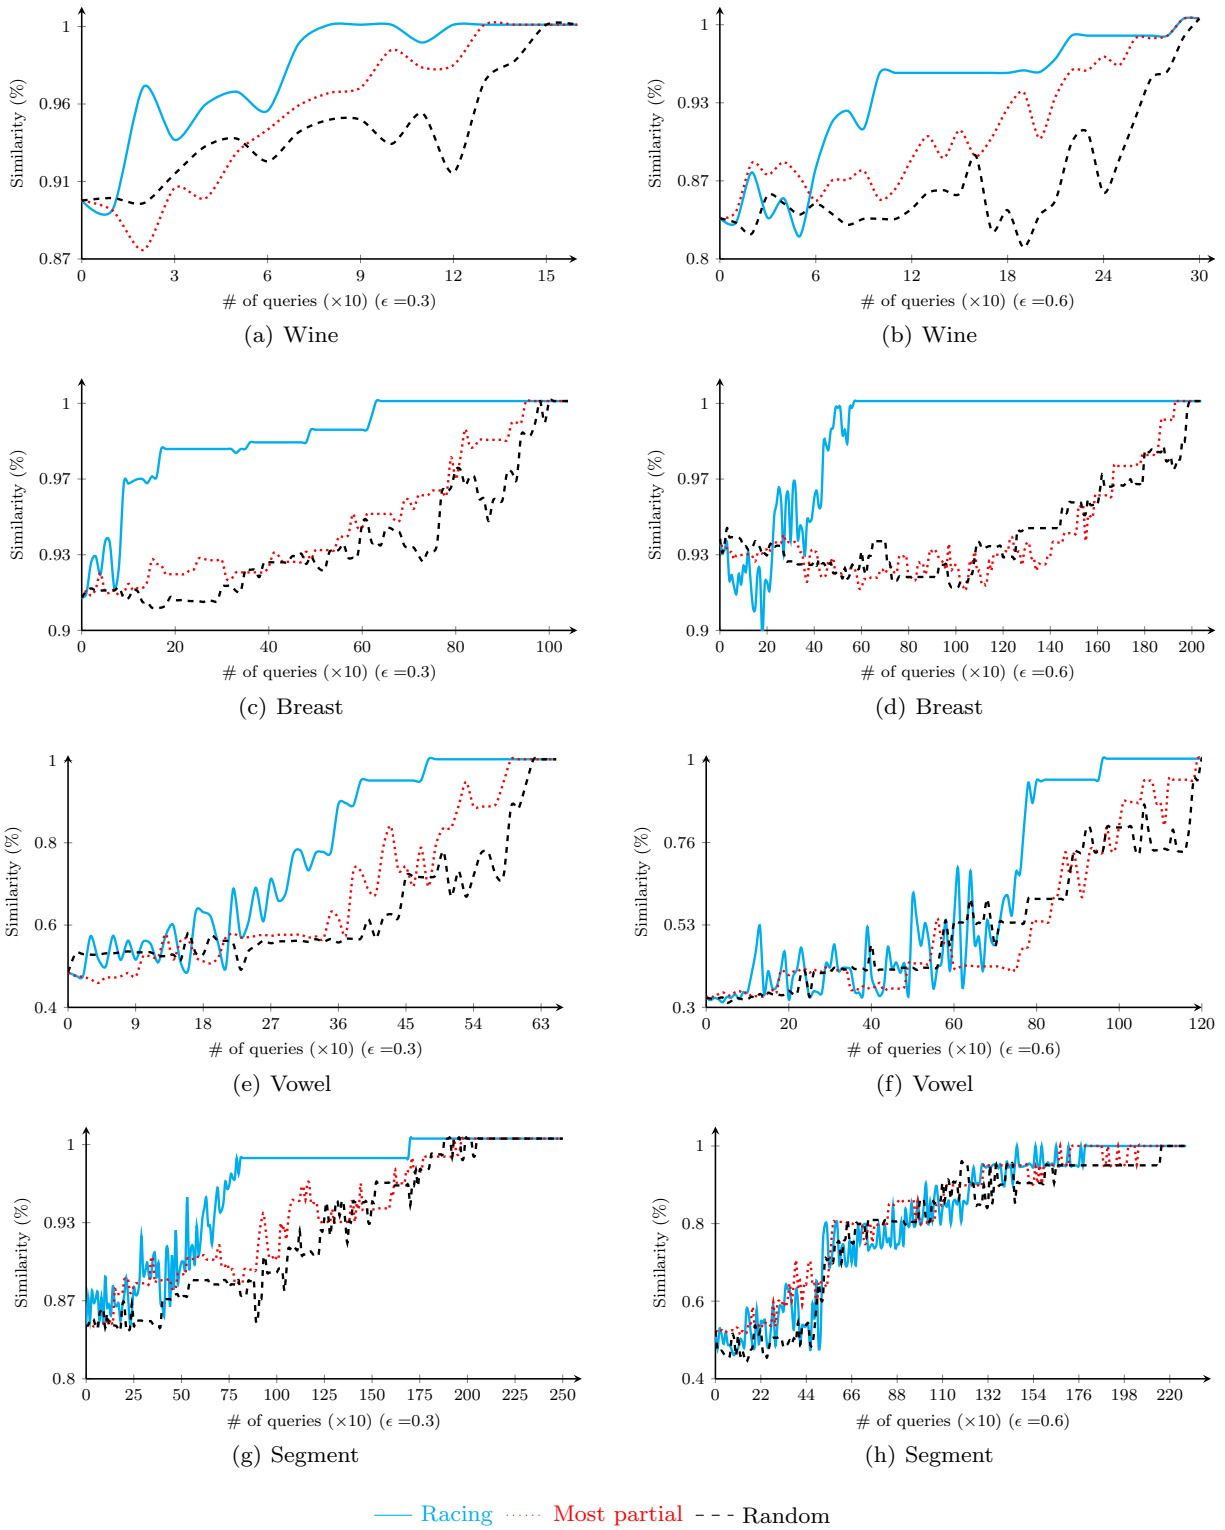 1
0.96
0.91
0.87
Similarity (%)
0 3 6 9 12 15
# of queries (×10) (ϵ =0.3)
(a) Wine
1
0.93
0.87
0.8
Similarity (%)
0 6 12 18 24 30
# of queries (×10) (ϵ =0.6)
(b) Wine
1
0.97
0.93
0.9
Similarity (%)
0 20 40 60 80 100
# of queries (×10) (ϵ =0.3)
(c) Breast
1
0.97
0.93
0.9
Similarity (%)
0 20 40 60 80 100 120 140 160 180 200
# of queries (×10) (ϵ =0.6)
(d) Breast
1
0.8
0.6
0.4
Similarity (%)
0 9 18 27 36 45 54 63
# of queries (×10) (ϵ =0.3)
(e) Vowel
1
0.76
0.53
0.3
Similarity (%)
0 20 40 60 80 100 120
# of queries (×10) (ϵ =0.6)
(f) Vowel
1
0.93
0.87
0.8
Similarity (%)
0 25 50 75 100 125 150 175 200 225 250
# of queries (×10) (ϵ =0.3)
(g) Segment
1
0.8
0.6
0.4
Similarity (%)
0 22 44 66 88 110 132 154 176 198 220
# of queries (×10) (ϵ =0.6)
(h) Segment
Racing Most partial Random